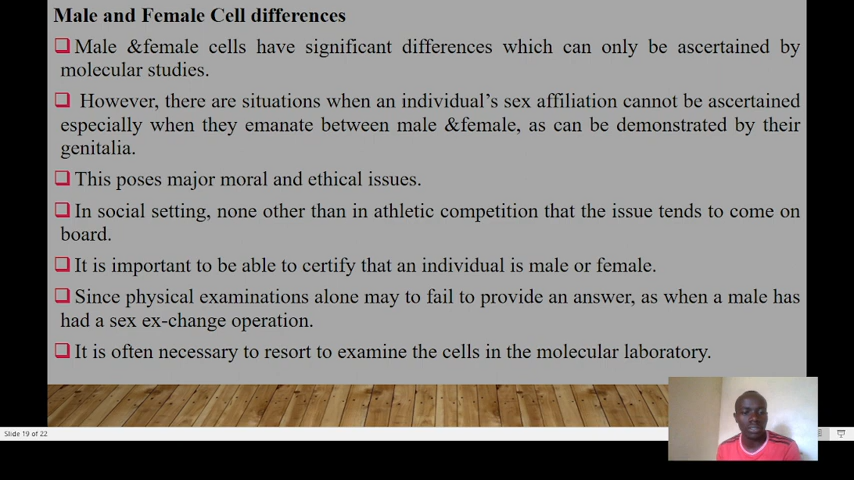 Male and Female Cell differences
Male &female cells have significant differences which can only be ascertained by
molecular studies.
However, there are situations when an individual's sex affiliation cannot be ascertained
especially when they emanate between male &female, as can be demonstrated by their
genitalia.
This poses major moral and ethical issues.
In social setting, none other than in athletic competition that the issue tends to come on
board.
It is important to be able to certify that an individual is male or female.
Since physical examinations alone may to fail to provide an answer, as when a male has
had a sex ex-change operation.
It is often necessary to resort to examine the cells in the molecular laboratory.
Slide 19 of 22